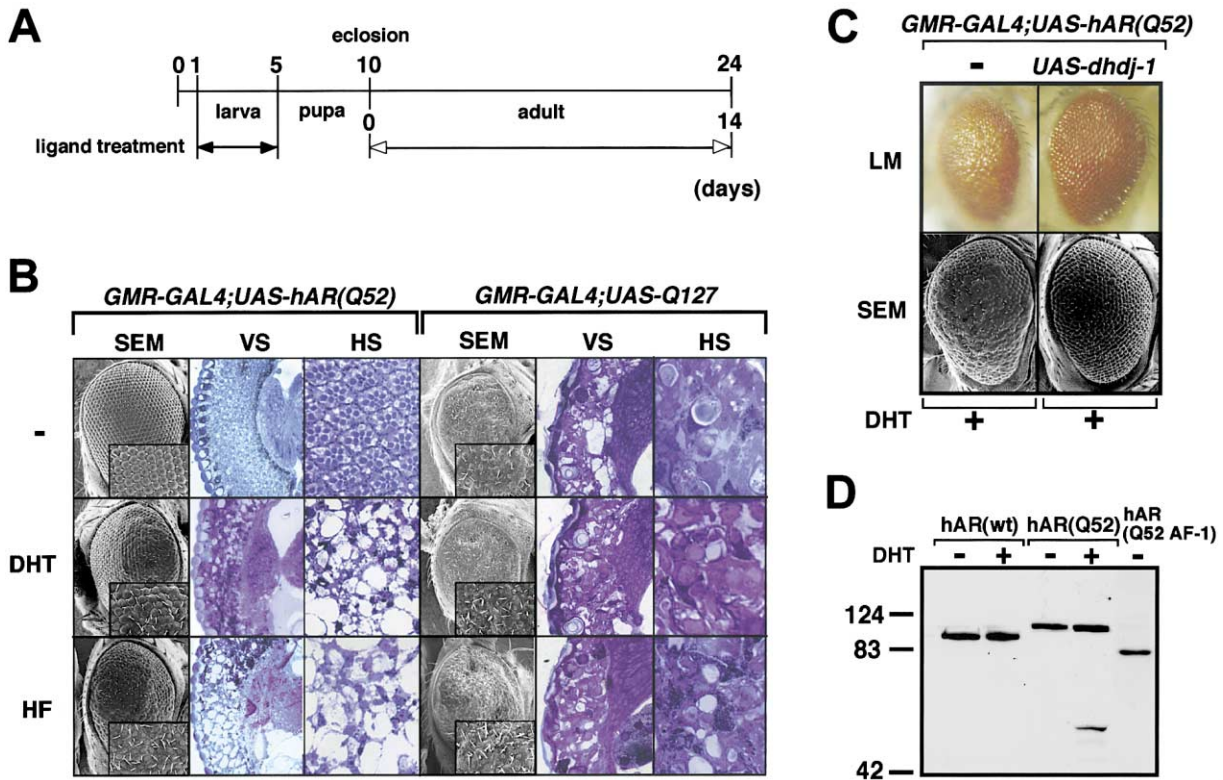 A
eclosion
0 1 5 10 24
larva pupa adult
0 14
ligand treatment
(days)
B
GMR-GAL4;UAS-hAR(Q52) GMR-GAL4;UAS-Q127
SEM VS HS SEM VS HS
-
DHT
HF
C
GMR-GAL4;UAS-hAR(Q52)
- UAS-dhdj-1
LM
SEM
DHT + +
D
hAR(wt) hAR(Q52) hAR
(Q52 AF-1)
DHT - + - + -
124
83
42